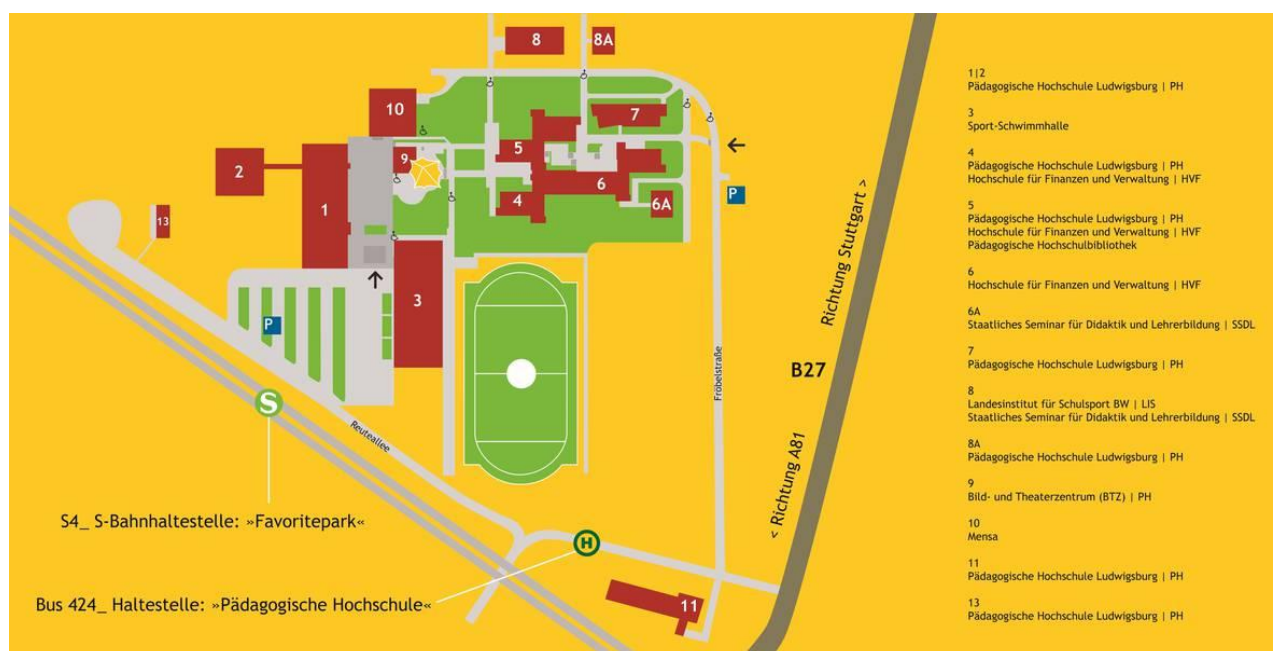 8
8A
10
7
5
9
2
6
P
1
4
6A
13
3
P
Richtung Stuttgart >
B27
Fröbelstraße
S
Reuteallee
< Richtung A81
S4_ S-Bahnhaltestelle: »Favoritepark«
H
Bus 424_ Haltestelle: »Pädagogische Hochschule«
11
1|2
Pädagogische Hochschule Ludwigsburg | PH
3
Sport-Schwimmhalle
4
Pädagogische Hochschule Ludwigsburg | PH
Hochschule für Finanzen und Verwaltung | HVF
5
Pädagogische Hochschule Ludwigsburg | PH
Hochschule für Finanzen und Verwaltung | HVF
Pädagogische Hochschulbibliothek
6
Hochschule für Finanzen und Verwaltung | HVF
6A
Staatliches Seminar für Didaktik und Lehrerbildung | SSDL
7
Pädagogische Hochschule Ludwigsburg | PH
8
Landesinstitut für Schulsport BW | LIS
Staatliches Seminar für Didaktik und Lehrerbildung | SSDL
8A
Pädagogische Hochschule Ludwigsburg | PH
9
Bild- und Theaterzentrum (BTZ) | PH
10
Mensa
11
Pädagogische Hochschule Ludwigsburg | PH
13
Pädagogische Hochschule Ludwigsburg | PH